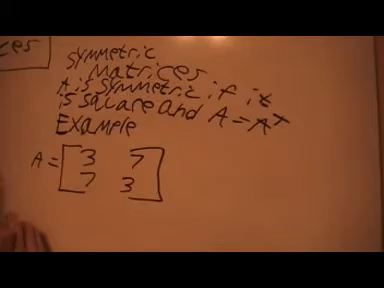 ces
symmetric
matrices
A is symmetric if it
is square and A = Aᵀ
Example
A = [3 7
7 3]